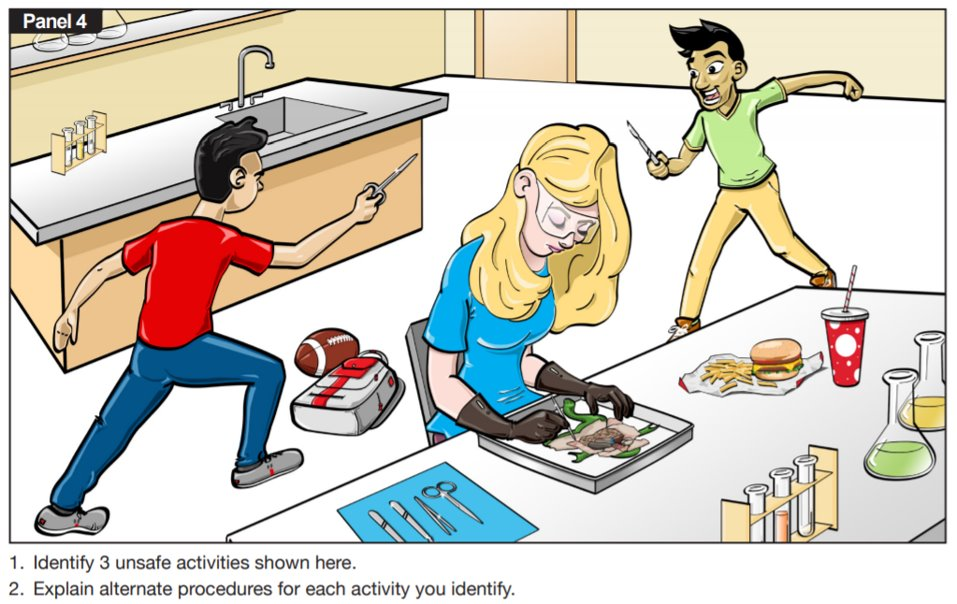 Panel 4
1. Identify 3 unsafe activities shown here.
2. Explain alternate procedures for each activity you identify.